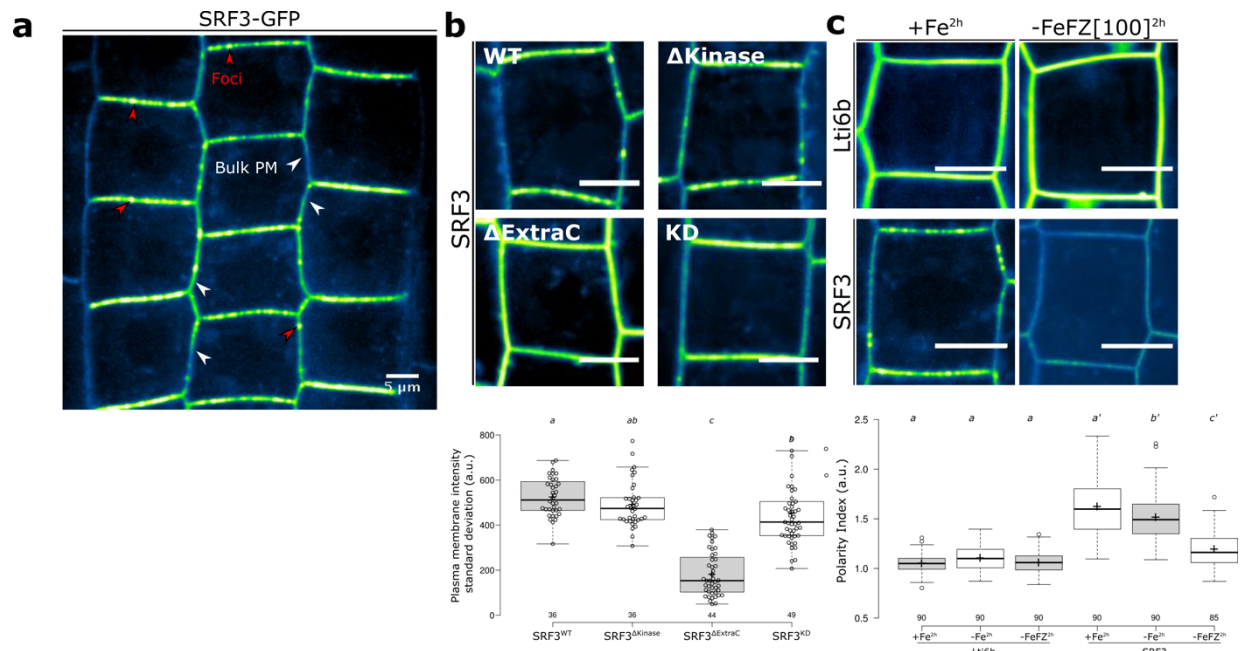 a
SRF3-GFP
Foci
Bulk PM
5 µm
b
SRF3
WT
ΔKinase
ΔExtraC
KD
c
+Fe2h
-FeFZ[100]2h
Lti6b
SRF3
Plasma membrane intensity
standard deviation (a.u.)
800
600
400
200
0
a
ab
c
b
36
36
44
49
SRF3WT
SRF3ΔKinase
SRF3ΔExtraC
SRF3KD
Polarity Index (a.u.)
2.5
2.0
1.5
1.0
0.5
a
a
a
a'
b'
c'
90
90
90
90
90
85
+Fe2h
-Fe2h
-FeFZ2h
+Fe2h
-Fe2h
-FeFZ2h
Lti6b
SRF3